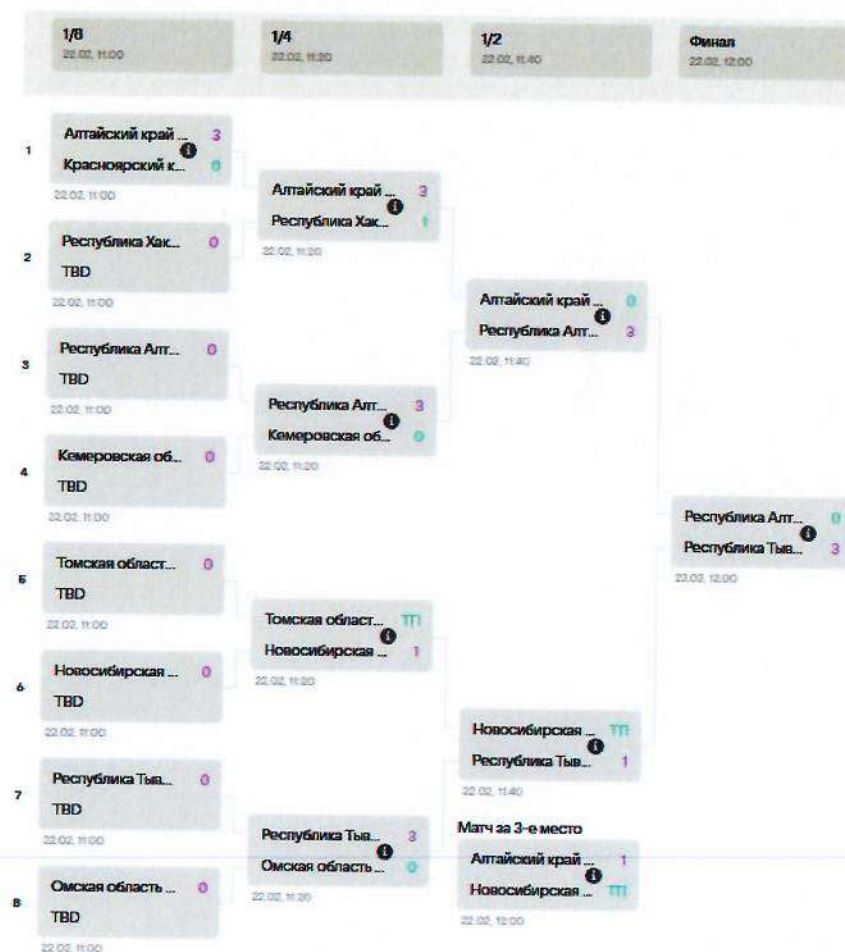 1/8
22.02, 11:00
1/4
22.02, 11:20
1/2
22.02, 11:40
Финал
22.02, 12:00
1
Алтайский край ... 3
Красноярский к... 0
22.02, 11:00
2
Республика Хак... 0
TBD
22.02, 11:00
3
Республика Алт... 0
TBD
22.02, 11:00
4
Кемеровская об... 0
TBD
22.02, 11:00
5
Томская област... 0
TBD
22.02, 11:00
6
Новосибирская ... 0
TBD
22.02, 11:00
7
Республика Тыв... 0
TBD
22.02, 11:00
8
Омская область ... 0
TBD
22.02, 11:00
Алтайский край ... 3
Республика Хак... 1
22.02, 11:20
Республика Алт... 3
Кемеровская об... 0
22.02, 11:20
Томская област... ТП
Новосибирская ... 1
22.02, 11:20
Республика Тыв... 3
Омская область ... 0
22.02, 11:20
Алтайский край ... 0
Республика Алт... 3
22.02, 11:40
Новосибирская ... ТП
Республика Тыв... 1
22.02, 11:40
Матч за 3-е место
Алтайский край ... 1
Новосибирская ... ТП
22.02, 12:00
Республика Алт... 0
Республика Тыв... 3
22.02, 12:00